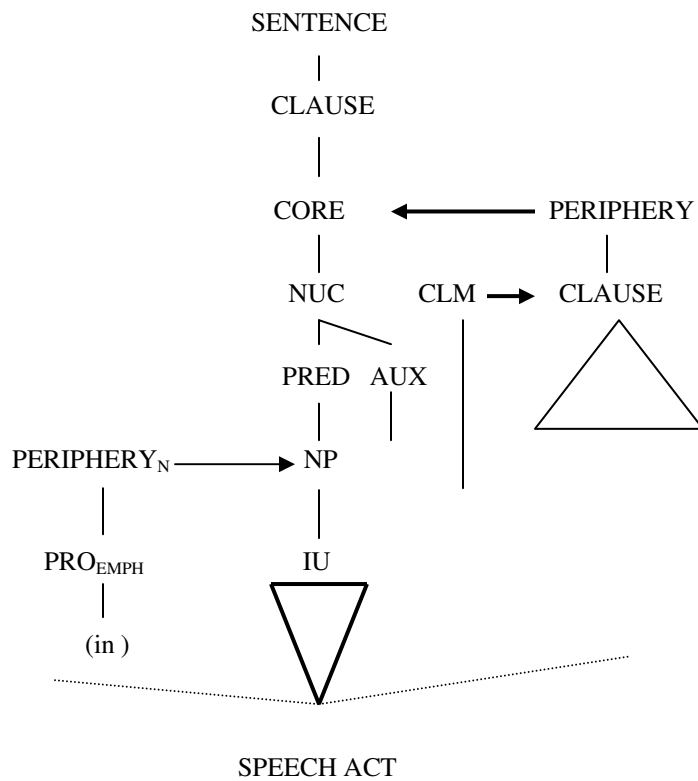 SENTENCE
CLAUSE
CORE PERIPHERY
NUC CLM CLAUSE
PRED AUX
PERIPHERYN NP
PROEMPH IU
(in )
SPEECH ACT